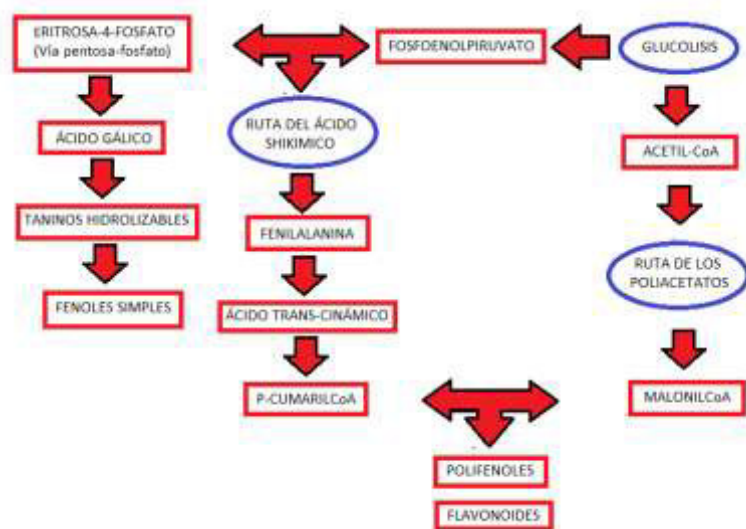 ERITROSA-4-FOSFATO
(Vía pentosa-fosfato)
FOSFOENOLPIRUVATO
GLUCOLISIS
ÁCIDO GÁLICO
RUTA DEL ÁCIDO
SHIKIMICO
ACETIL-CoA
TANINOS HIDROLIZABLES
FENILALANINA
RUTA DE LOS
POLIACETATOS
FENOLES SIMPLES
ÁCIDO TRANS-CINÁMICO
P-CUMARILCoA
MALONILCoA
POLIFENOLES
FLAVONOIDES